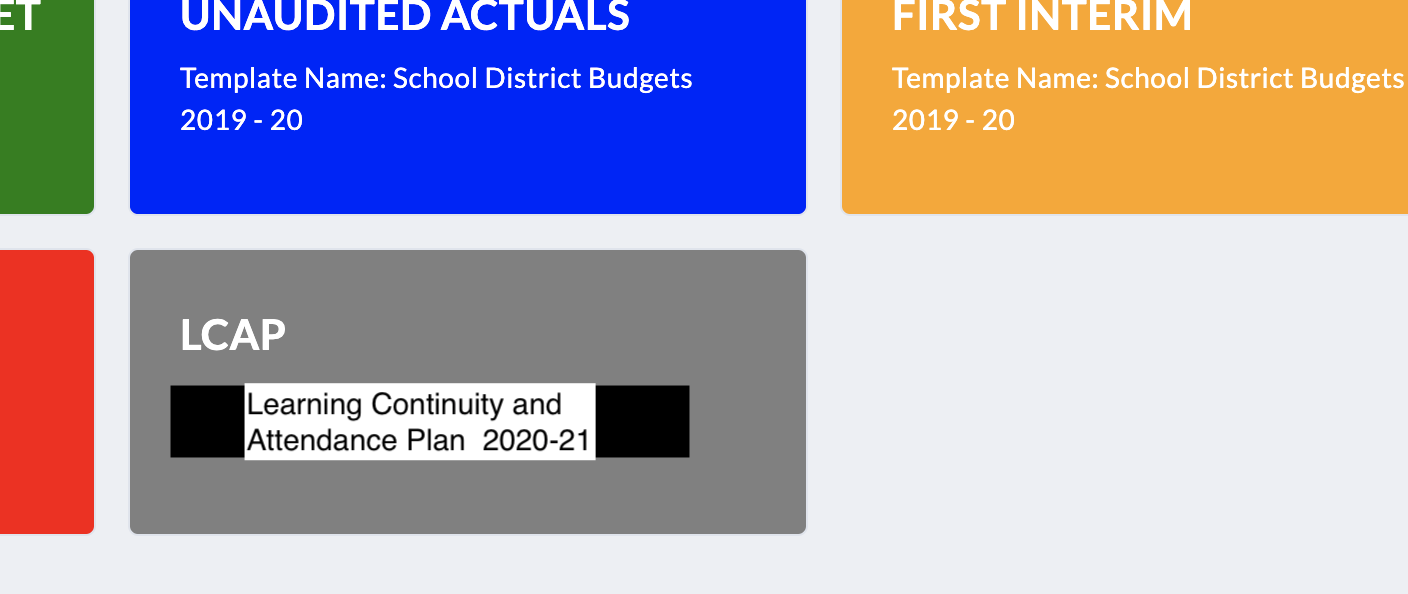 ET
UNAUDITED ACTUALS
Template Name: School District Budgets
2019 - 20
FIRST INTERIM
Template Name: School District Budgets
2019 - 20
LCAP
Learning Continuity and
Attendance Plan 2020-21